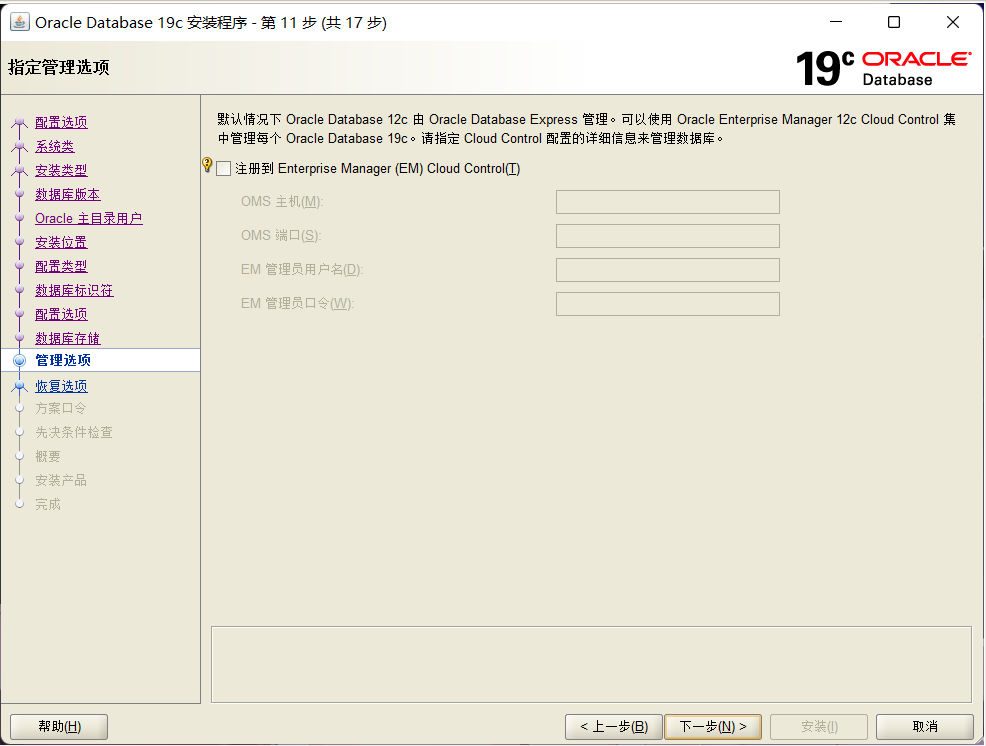 Oracle Database 19c 安装程序 - 第 11 步 (共 17 步)
指定管理选项
19c ORACLE
Database
配置选项
系统类
安装类型
数据库版本
Oracle 主目录用户
安装位置
配置类型
数据库标识符
配置选项
数据库存储
管理选项
恢复选项
方案口令
先决条件检查
概要
安装产品
完成
默认情况下 Oracle Database 12c 由 Oracle Database Express 管理。可以使用 Oracle Enterprise Manager 12c Cloud Control 集
中管理每个 Oracle Database 19c。请指定 Cloud Control 配置的详细信息来管理数据库。
注册到 Enterprise Manager (EM) Cloud Control(T)
OMS 主机(M):
OMS 端口(S):
EM 管理员用户名(D):
EM 管理员口令(W):
帮助(H)
< 上一步(B)
下一步(N) >
安装(I)
取消